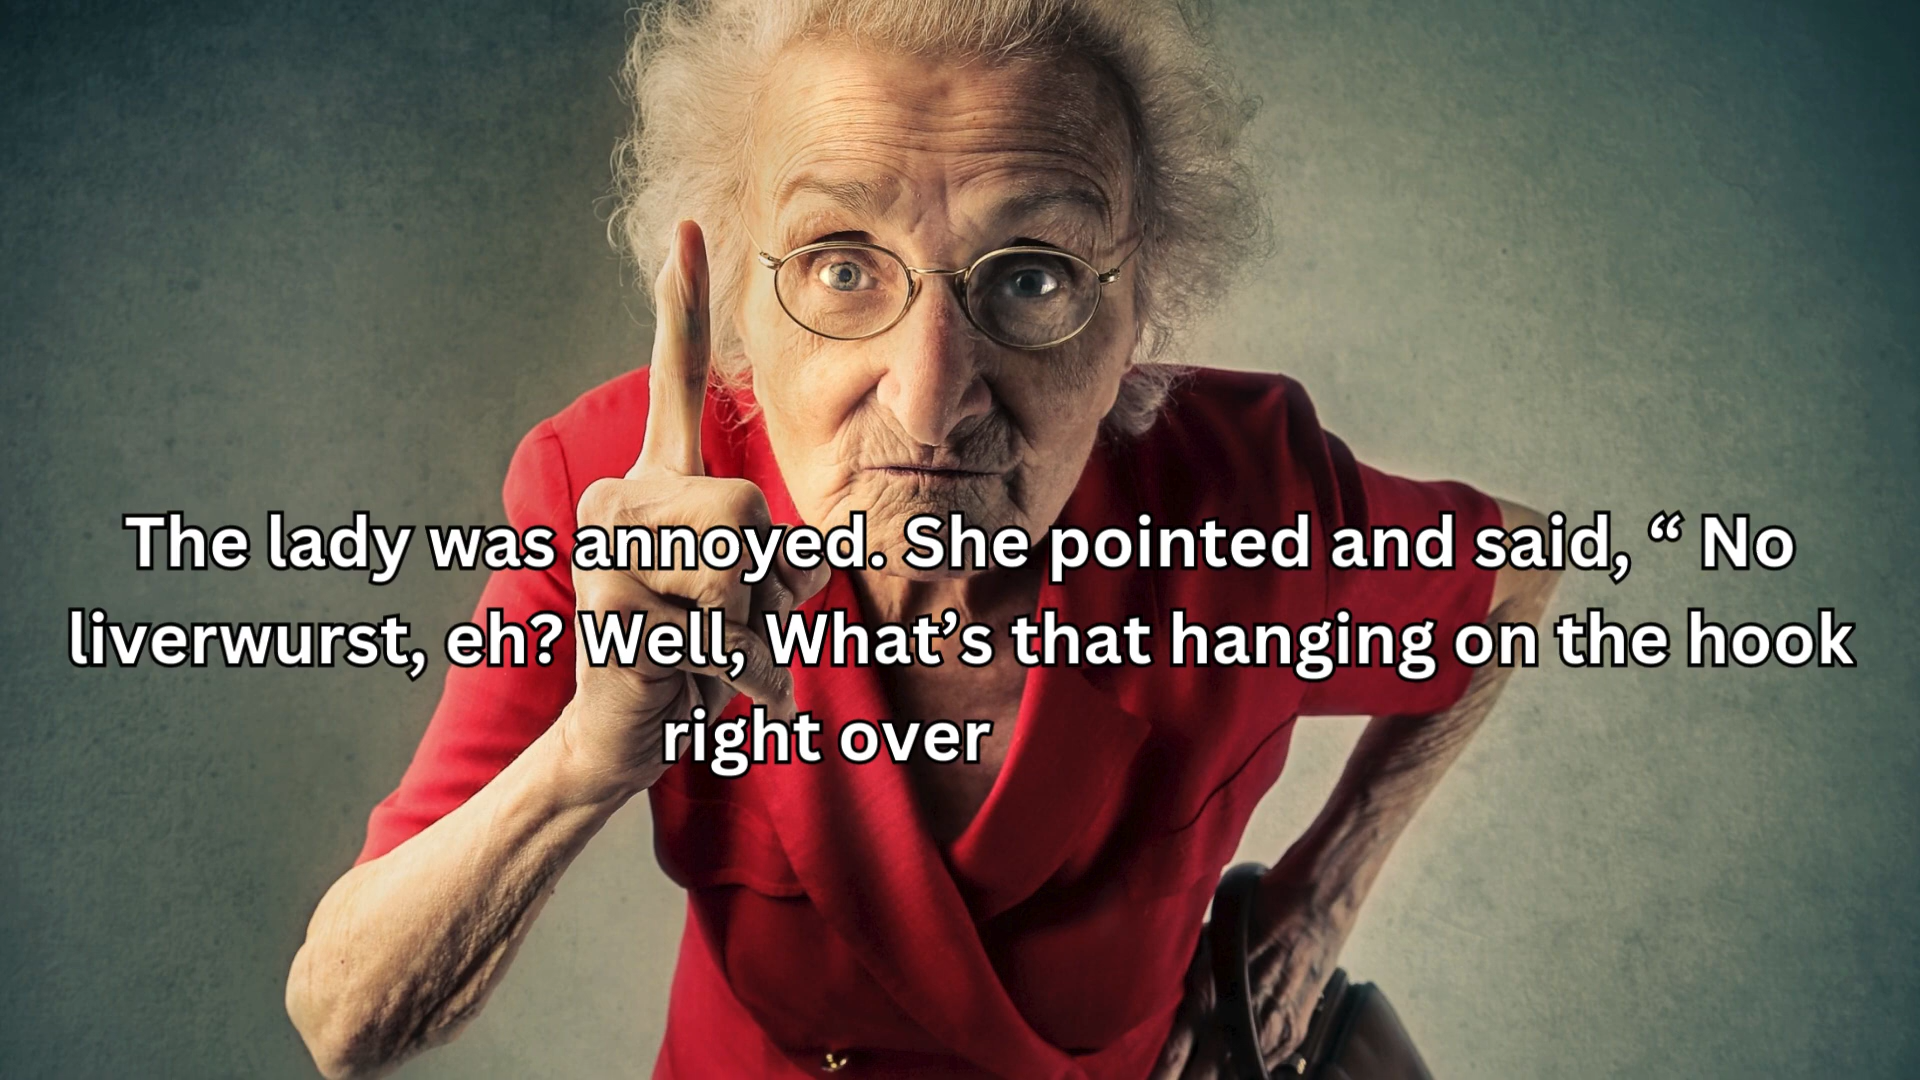 The lady was annoyed. She pointed and said, “ No
liverwurst, eh? Well, What’s that hanging on the hook
right over